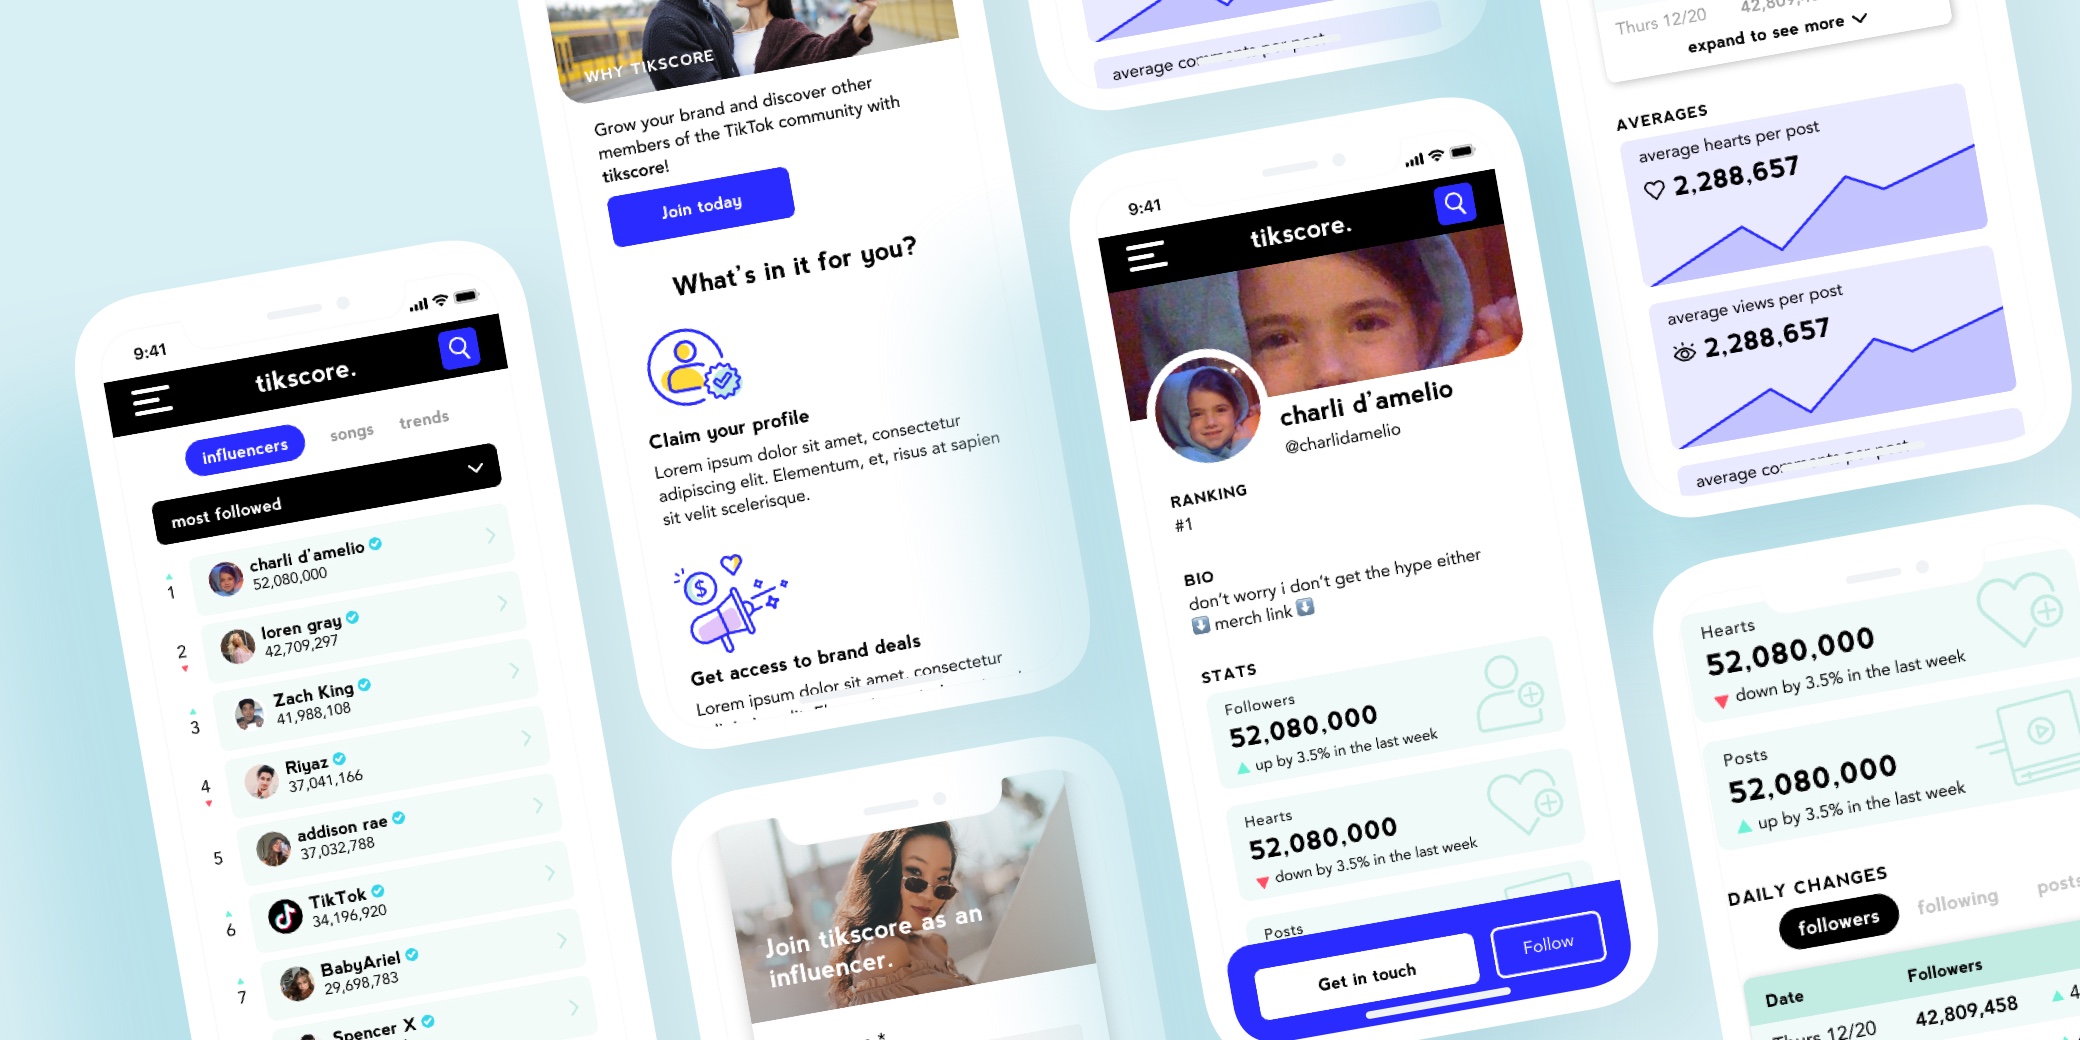 9:41
tikscore.
influencers
songs
trends
most followed
1
charli d'amelio
52,080,000
2
loren gray
42,709,297
3
Zach King
41,988,108
4
Riyaz
37,041,166
5
addison rae
37,032,788
6
TikTok
34,196,920
7
BabyAriel
29,698,783
Spencer X
WHY TIKSCORE
Grow your brand and discover other
members of the TikTok community with
tikscore!
Join today
What's in it for you?
Claim your profile
Lorem ipsum dolor sit amet, consectetur
adipiscing elit. Elementum, et, risus at sapien
sit velit scelerisque.
$
Get access to brand deals
Lorem ipsum dolor sit amet, consectetur
Join tikscore as an
influencer.
*
average comments per post
9:41
tikscore.
charli d'amelio
@charlidamelio
RANKING
#1
BIO
don't worry i don't get the hype either
⬇️ merch link ⬇️
STATS
Followers
52,080,000
up by 3.5% in the last week
Hearts
52,080,000
down by 3.5% in the last week
Posts
Get in touch
Follow
Thurs 12/20
expand to see more
AVERAGES
average hearts per post
2,288,657
average views per post
2,288,657
average comments per post
Hearts
52,080,000
down by 3.5% in the last week
Posts
52,080,000
up by 3.5% in the last week
DAILY CHANGES
followers
following
posts
Date
Followers
Thurs 12/20
42,809,458
4